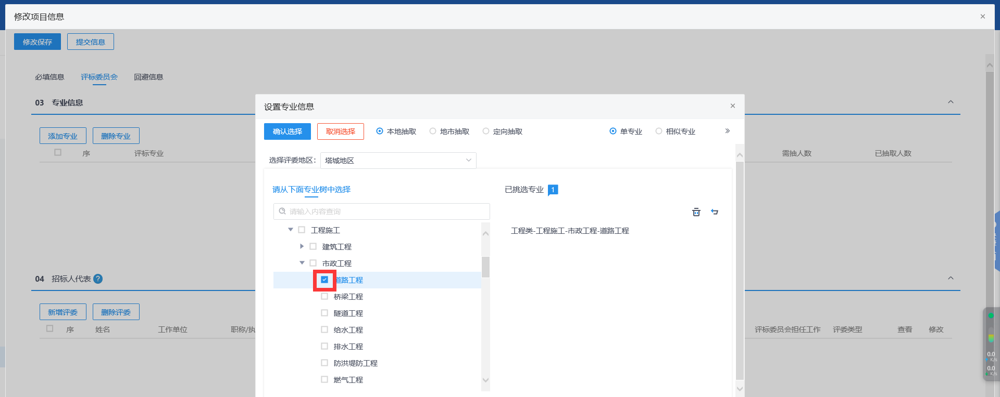 修改项目信息
修改保存
提交信息
必填信息
评标委员会
回避信息
03 专业信息
设置专业信息
确认选择
取消选择
本地抽取
地市抽取
定向抽取
单专业
相似专业
添加专业
删除专业
序
评标专业
需抽人数
已抽取人数
选择评委地区：
塔城地区
请从下面专业树中选择
已挑选专业 1
请输入内容查询
工程施工
工程类-工程施工-市政工程-道路工程
建筑工程
市政工程
道路工程
桥梁工程
隧道工程
给水工程
排水工程
防洪堤防工程
燃气工程
04 招标人代表 ?
新增评委
删除评委
序
姓名
工作单位
职称/执
评标委员会担任工作
评委类型
查看
修改
0.0
K/s
0.0
K/s